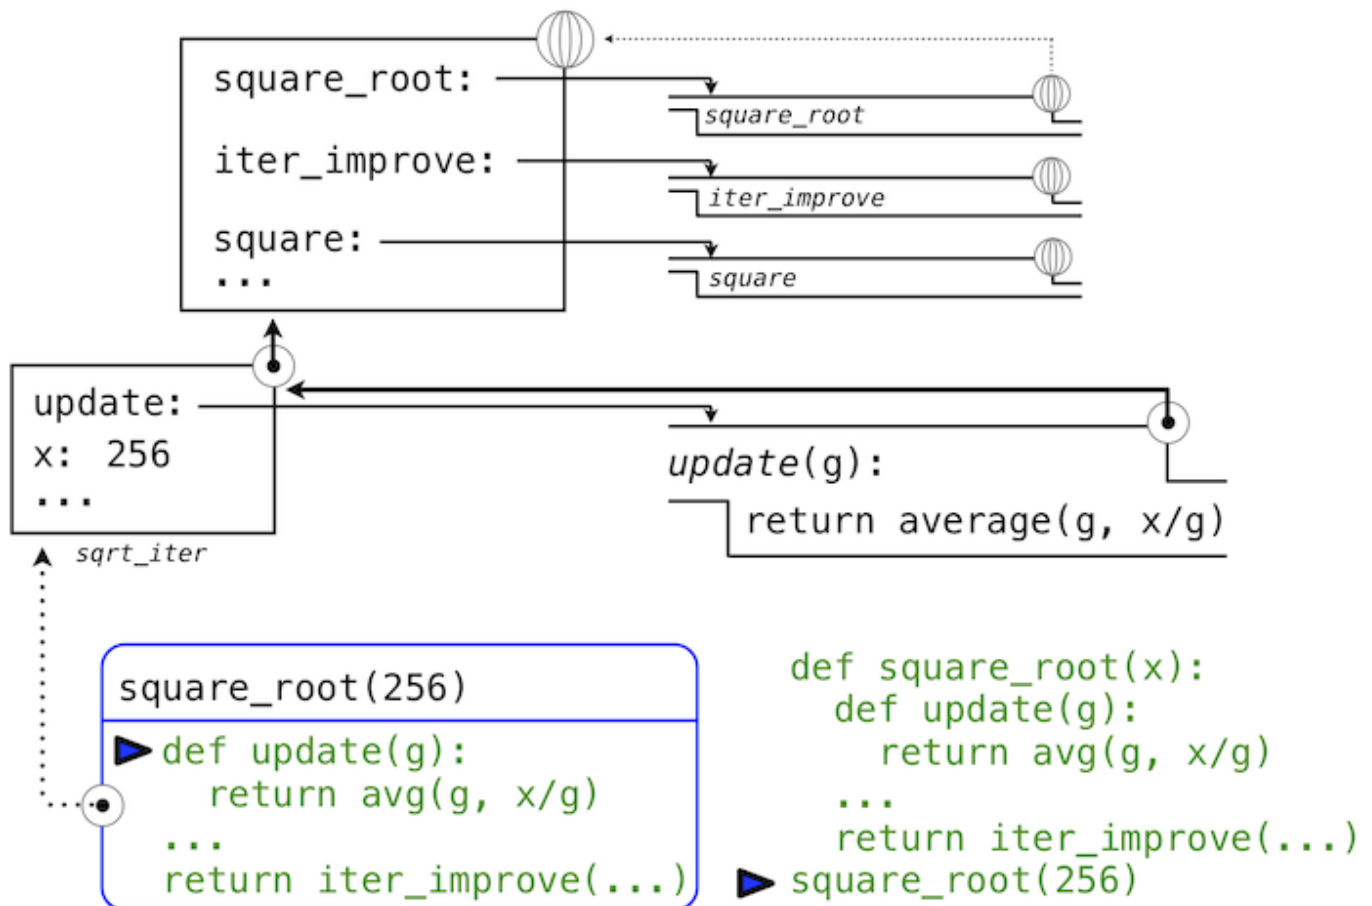 square_root:
square_root
iter_improve:
iter_improve
square:
square
...
update:
x: 256
...
sqrt_iter
update(g):
return average(g, x/g)
square_root(256)
def update(g):
return avg(g, x/g)
...
return iter_improve(...)
def square_root(x):
def update(g):
return avg(g, x/g)
...
return iter_improve(...)
square_root(256)